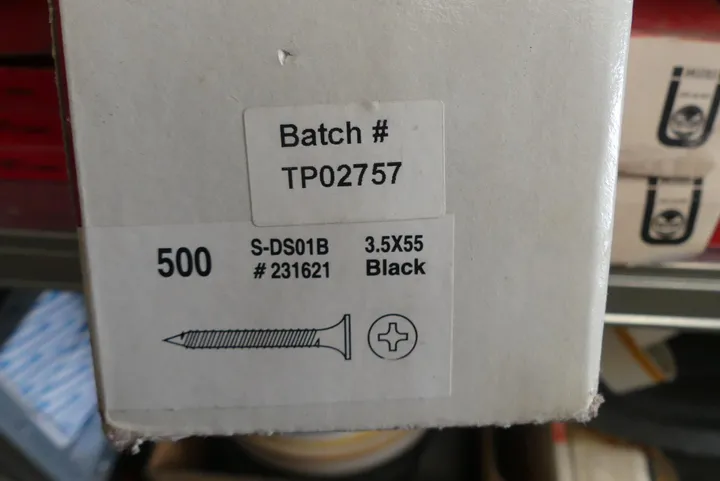 Batch #
TP02757
500 S-DS01B 3.5X55
# 231621 Black